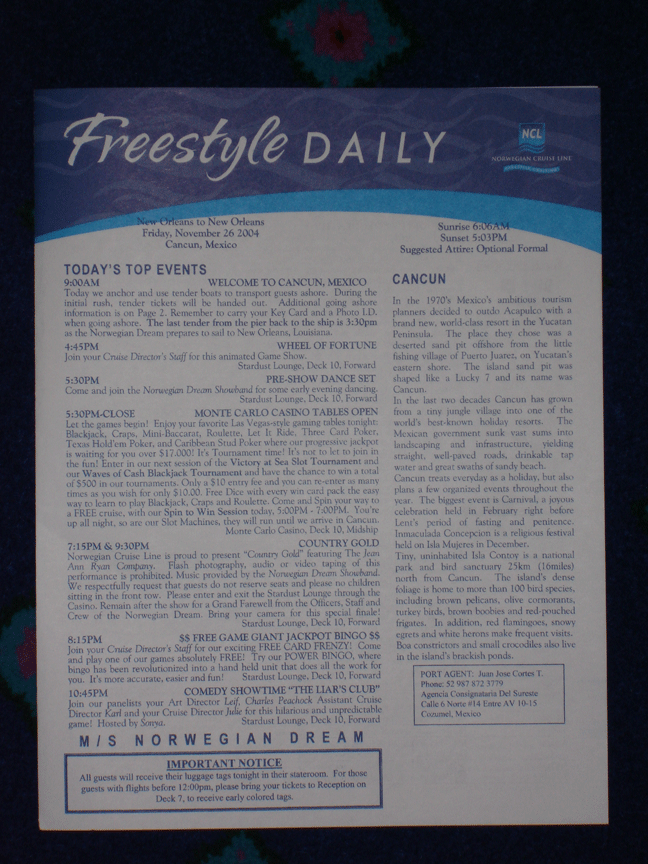 Freestyle DAILY
NCL
NORWEGIAN CRUISE LINE
New Orleans to New Orleans
Friday, November 26 2004
Cancun, Mexico
Sunrise 6:06AM
Sunset 5:03PM
Suggested Attire: Optional Formal
TODAY'S TOP EVENTS
9:00AM WELCOME TO CANCUN, MEXICO
Today we anchor and use tender boats to transport guests ashore. During the
initial rush, tender tickets will be handed out. Additional going ashore
information is on Page 2. Remember to carry your Key Card and a Photo I.D.
when going ashore. The last tender from the pier back to the ship is 3:30pm
as the Norwegian Dream prepares to sail to New Orleans, Louisiana.
4:45PM WHEEL OF FORTUNE
Join your Cruise Director's Staff for this animated Game Show.
Stardust Lounge, Deck 10, Forward
5:30PM PRE-SHOW DANCE SET
Come and join the Norwegian Dream Showband for some early evening dancing.
Stardust Lounge, Deck 10, Forward
5:30PM-CLOSE MONTE CARLO CASINO TABLES OPEN
Let the games begin! Enjoy your favorite Las Vegas-style gaming tables tonight:
Blackjack, Craps, Mini-Baccarat, Roulette, Let It Ride, Three Card Poker,
Texas Hold'em Poker, and Caribbean Stud Poker where our progressive jackpot
is waiting for you over $17,000! It's Tournament time! It's not to let to join in
the fun! Enter in our next session of the Victory at Sea Slot Tournament and
our Waves of Cash Blackjack Tournament and have the chance to win a total
of $500 in our tournaments. Only a $10 entry fee and you can re-enter as many
times as you wish for only $10.00. Free Dice with every win card pack the easy
way to learn to play Blackjack, Craps and Roulette. Come and Spin your way to
a FREE cruise, with our Spin to Win Session today, 5:00PM - 7:00PM. You're
up all night, so are our Slot Machines, they will run until we arrive in Cancun.
Monte Carlo Casino, Deck 10, Midship
7:15PM & 9:30PM COUNTRY GOLD
Norwegian Cruise Line is proud to present "Country Gold" featuring The Jean
Ann Ryan Company. Flash photography, audio or video taping of this
performance is prohibited. Music provided by the Norwegian Dream Showband.
We respectfully request that guests do not reserve seats and please no children
sitting in the front row. Please enter and exit the Stardust Lounge through the
Casino. Remain after the show for a Grand Farewell from the Officers, Staff and
Crew of the Norwegian Dream. Bring your camera for this special finale!
Stardust Lounge, Deck 10, Forward
8:15PM $$ FREE GAME GIANT JACKPOT BINGO $$
Join your Cruise Director's Staff for our exciting FREE CARD FRENZY! Come
and play one of our games absolutely FREE! Try our POWER BINGO, where
bingo has been revolutionized into a hand held unit that does all the work for
you. It's more accurate, easier and fun! Stardust Lounge, Deck 10, Forward
10:45PM COMEDY SHOWTIME "THE LIAR'S CLUB"
Join our panelists your Art Director Leif, Charles Peachock Assistant Cruise
Director Karl and your Cruise Director Julie for this hilarious and unpredictable
game! Hosted by Sonya. Stardust Lounge, Deck 10, Forward
M/S NORWEGIAN DREAM
IMPORTANT NOTICE
All guests will receive their luggage tags tonight in their stateroom. For those
guests with flights before 12:00pm, please bring your tickets to Reception on
Deck 7, to receive early colored tags.
CANCUN
In the 1970's Mexico's ambitious tourism
planners decided to outdo Acapulco with a
brand new, world-class resort in the Yucatan
Peninsula. The place they chose was a
deserted sand pit offshore from the little
fishing village of Puerto Juarez, on Yucatan's
eastern shore. The island sand pit was
shaped like a Lucky 7 and its name was
Cancun.
In the last two decades Cancun has grown
from a tiny jungle village into one of the
world's best-known holiday resorts. The
Mexican government sunk vast sums into
landscaping and infrastructure, yielding
straight, well-paved roads, drinkable tap
water and great swaths of sandy beach.
Cancun treats everyday as a holiday, but also
plans a few organized events throughout the
year. The biggest event is Carnival, a joyous
celebration held in February right before
Lent's period of fasting and penitence.
Inmaculada Concepcion is a religious festival
held on Isla Mujeres in December.
Tiny, uninhabited Isla Contoy is a national
park and bird sanctuary 25km (16miles)
north from Cancun. The island's dense
foliage is home to more than 100 bird species,
including brown pelicans, olive cormorants,
turkey birds, brown boobies and red-pouched
frigates. In addition, red flamingoes, snowy
egrets and white herons make frequent visits.
Boa constrictors and small crocodiles also live
in the island's brackish ponds.
PORT AGENT: Juan Jose Cortes T.
Phone: 52 987 872 3779
Agencia Consignataria Del Sureste
Calle 6 Norte #14 Entre AV 10-15
Cozumel, Mexico